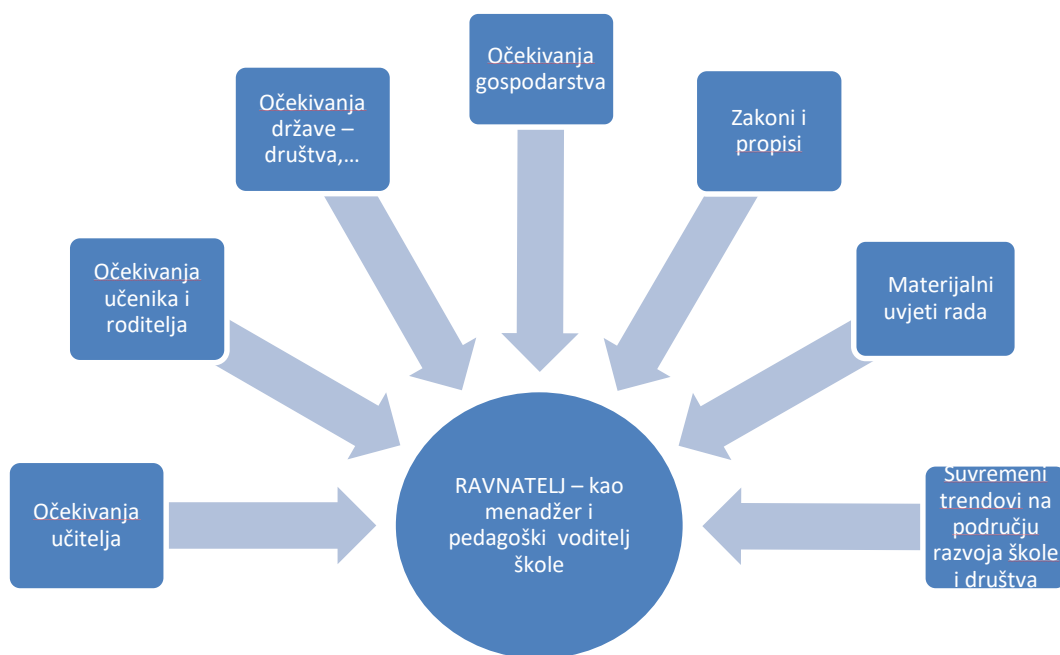 Očekivanja
gospodarstva
Očekivanja
države –
društva,...
Zakoni i
propisi
Očekivanja
učenika i
roditelja
Materijalni
uvjeti rada
Očekivanja
učitelja
RAVNATELJ – kao
menadžer i
pedagoški voditelj
škole
Suvremeni
trendovi na
području
razvoja škole
i društva